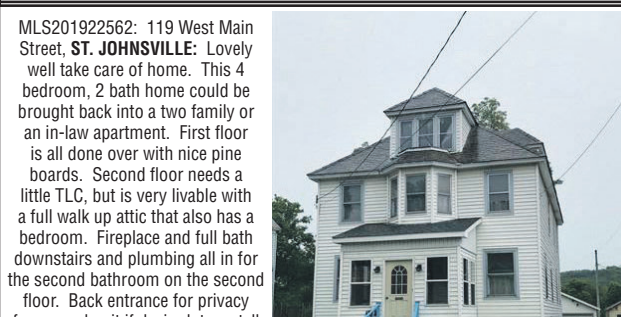 MLS201922562: 119 West Main
Street, ST. JOHNSVILLE: Lovely
well take care of home. This 4
bedroom, 2 bath home could be
brought back into a two family or
an in-law apartment. First floor
is all done over with nice pine
boards. Second floor needs a
little TLC, but is very livable with
a full walk up attic that also has a
bedroom. Fireplace and full bath
downstairs and plumbing all in for
the second bathroom on the second
floor. Back entrance for privacy